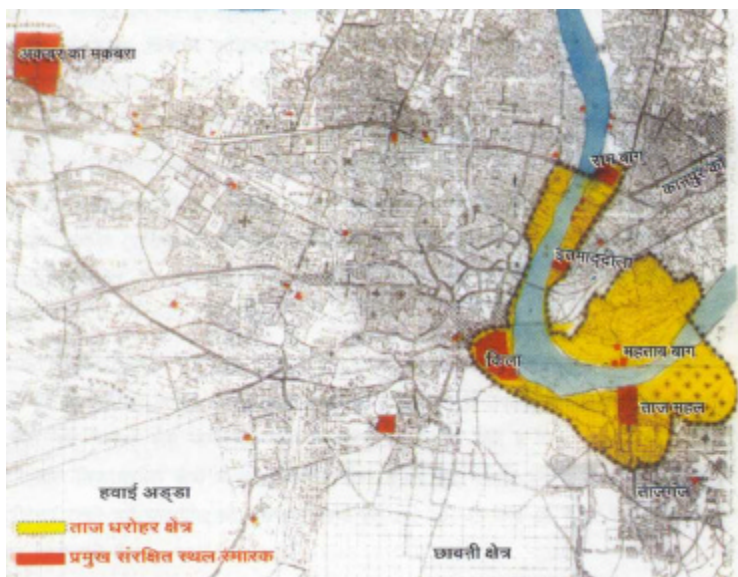 अकबर का मकबरा
राम बाग
कानपुर को
इतमाद्दौला
महताब बाग
किला
ताज महल
ताजगंज
हवाई अड्डा
ताज धरोहर क्षेत्र
छावनी क्षेत्र
प्रमुख संरक्षित स्थल स्मारक